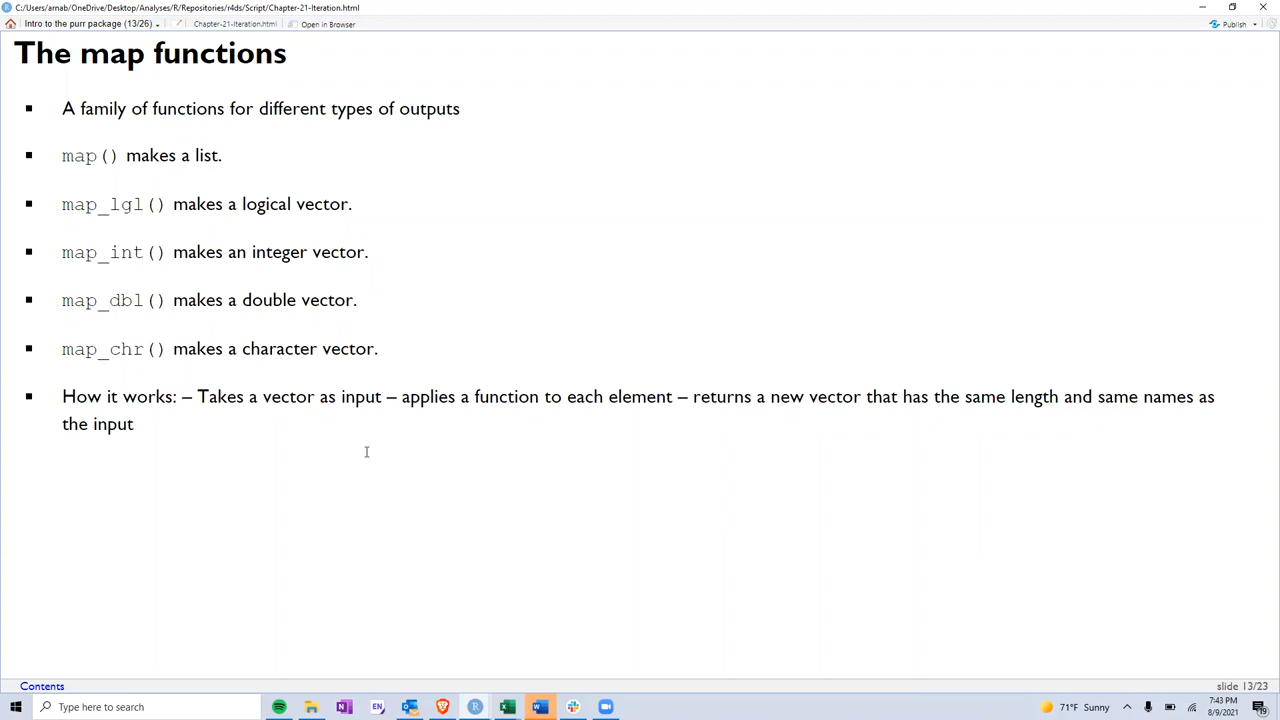 C:/Users/arnab/OneDrive/Desktop/Analyses/R/Repositories/r4ds/Script/Chapter-21-Iteration.html
Intro to the purr package (13/26)
Chapter-21-Iteration.html
Open in Browser
Publish
The map functions
▪ A family of functions for different types of outputs
▪ map() makes a list.
▪ map_lgl() makes a logical vector.
▪ map_int() makes an integer vector.
▪ map_dbl() makes a double vector.
▪ map_chr() makes a character vector.
▪ How it works: – Takes a vector as input – applies a function to each element – returns a new vector that has the same length and same names as
the input
Contents
slide 13/23
Type here to search
71°F Sunny
7:43 PM
8/9/2021